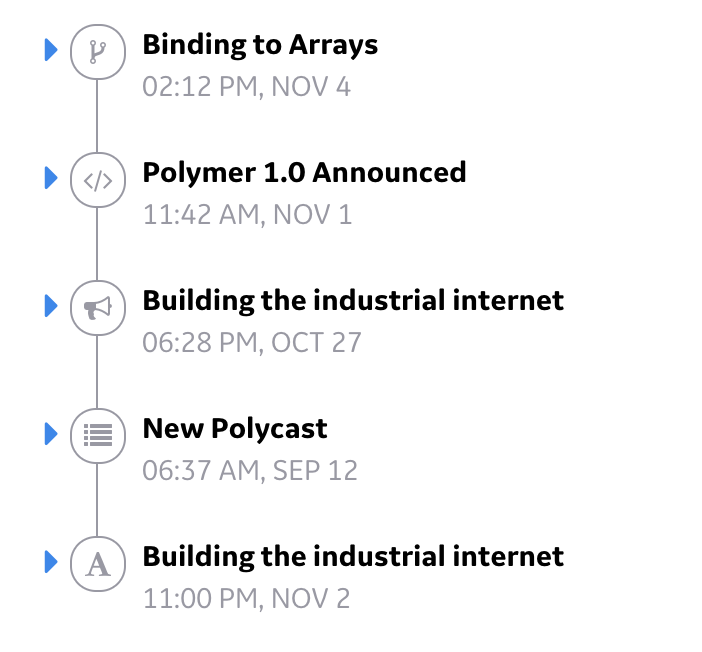 Binding to Arrays
02:12 PM, NOV 4
Polymer 1.0 Announced
11:42 AM, NOV 1
Building the industrial internet
06:28 PM, OCT 27
New Polycast
06:37 AM, SEP 12
A
Building the industrial internet
11:00 PM, NOV 2